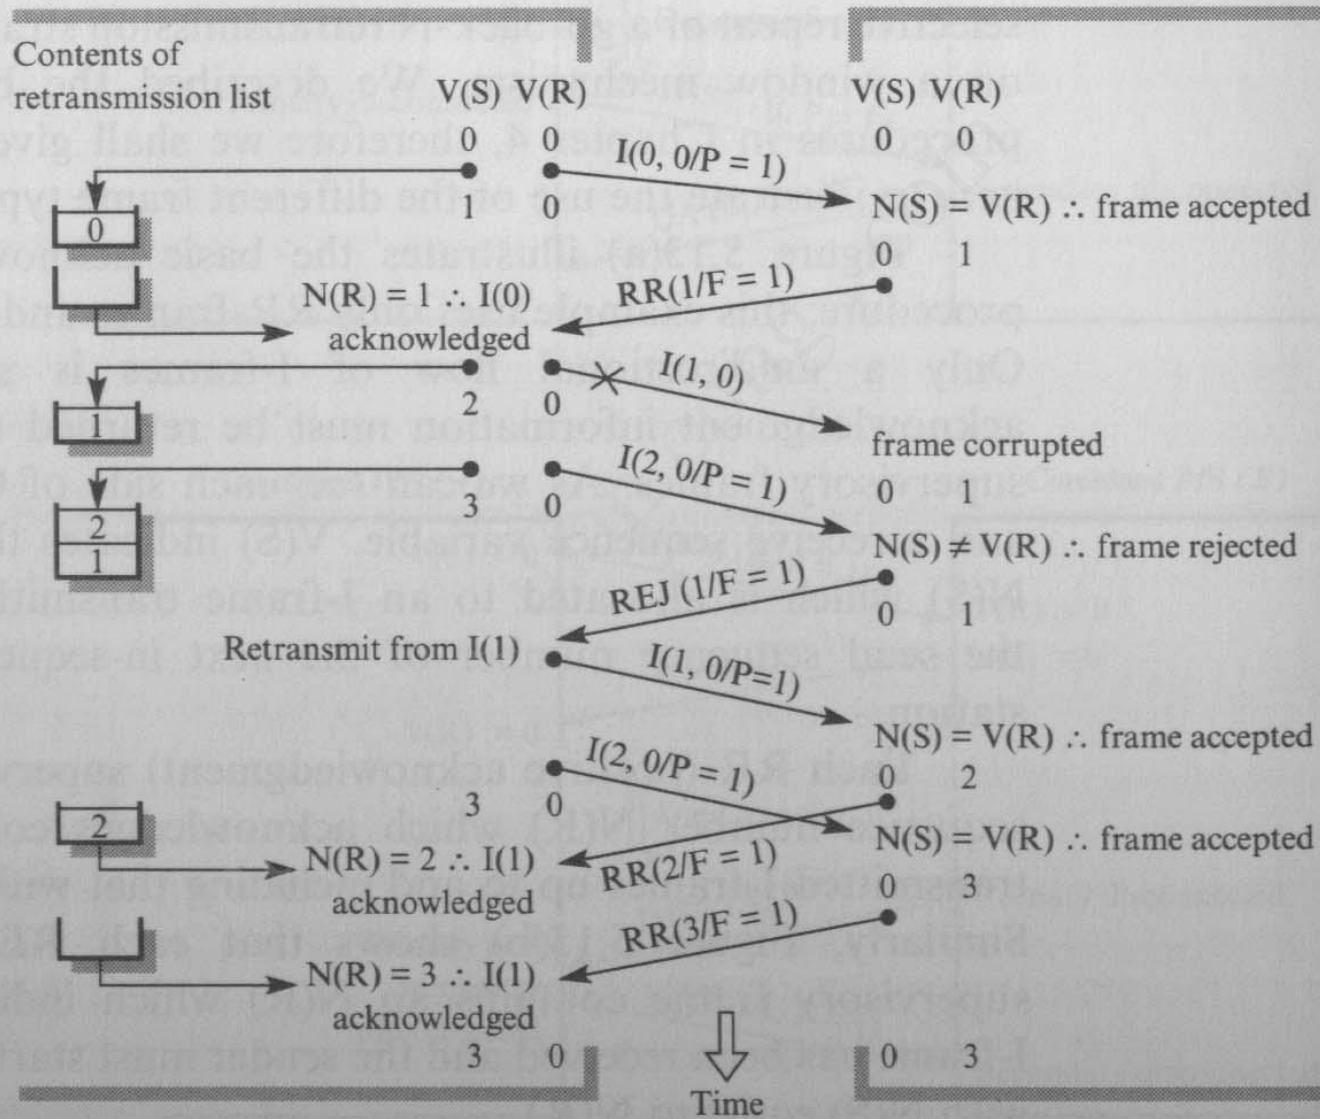 Contents of
retransmission list
V(S) V(R)
V(S) V(R)
0 0
I(0, 0/P = 1)
0 0
1 0
N(S) = V(R) ∴ frame accepted
0
0 1
N(R) = 1 ∴ I(0)
acknowledged
RR(1/F = 1)
I(1, 0)
2 0
1
frame corrupted
I(2, 0/P = 1)
0 1
3 0
2
1
N(S) ≠ V(R) ∴ frame rejected
REJ (1/F = 1)
0 1
Retransmit from I(1)
I(1, 0/P=1)
N(S) = V(R) ∴ frame accepted
I(2, 0/P = 1)
0 2
3 0
2
N(S) = V(R) ∴ frame accepted
N(R) = 2 ∴ I(1)
acknowledged
RR(2/F = 1)
0 3
RR(3/F = 1)
N(R) = 3 ∴ I(1)
acknowledged
3 0
0 3
Time